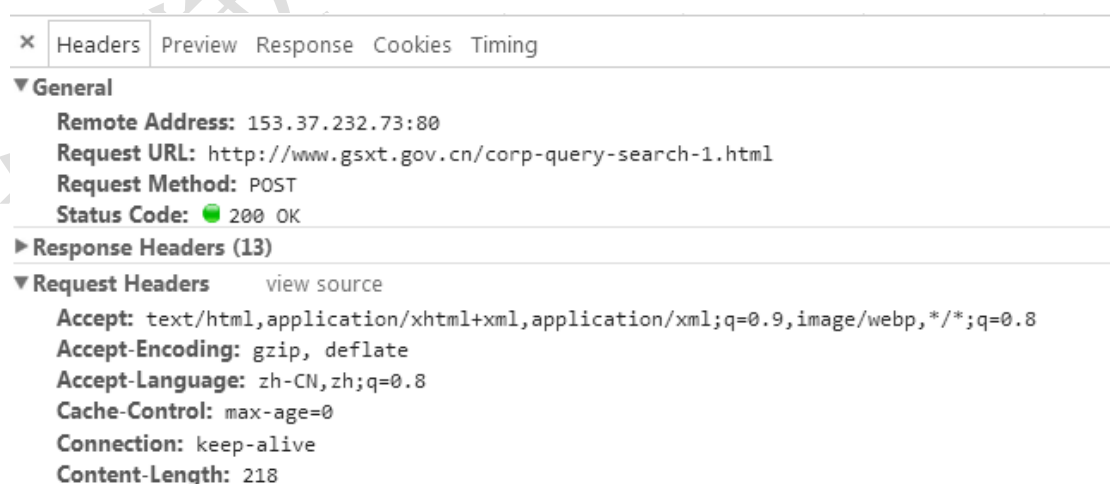 × Headers Preview Response Cookies Timing
▼General
Remote Address: 153.37.232.73:80
Request URL: http://www.gsxt.gov.cn/corp-query-search-1.html
Request Method: POST
Status Code: 200 OK
▶Response Headers (13)
▼Request Headers view source
Accept: text/html,application/xhtml+xml,application/xml;q=0.9,image/webp,*/*;q=0.8
Accept-Encoding: gzip, deflate
Accept-Language: zh-CN,zh;q=0.8
Cache-Control: max-age=0
Connection: keep-alive
Content-Length: 218